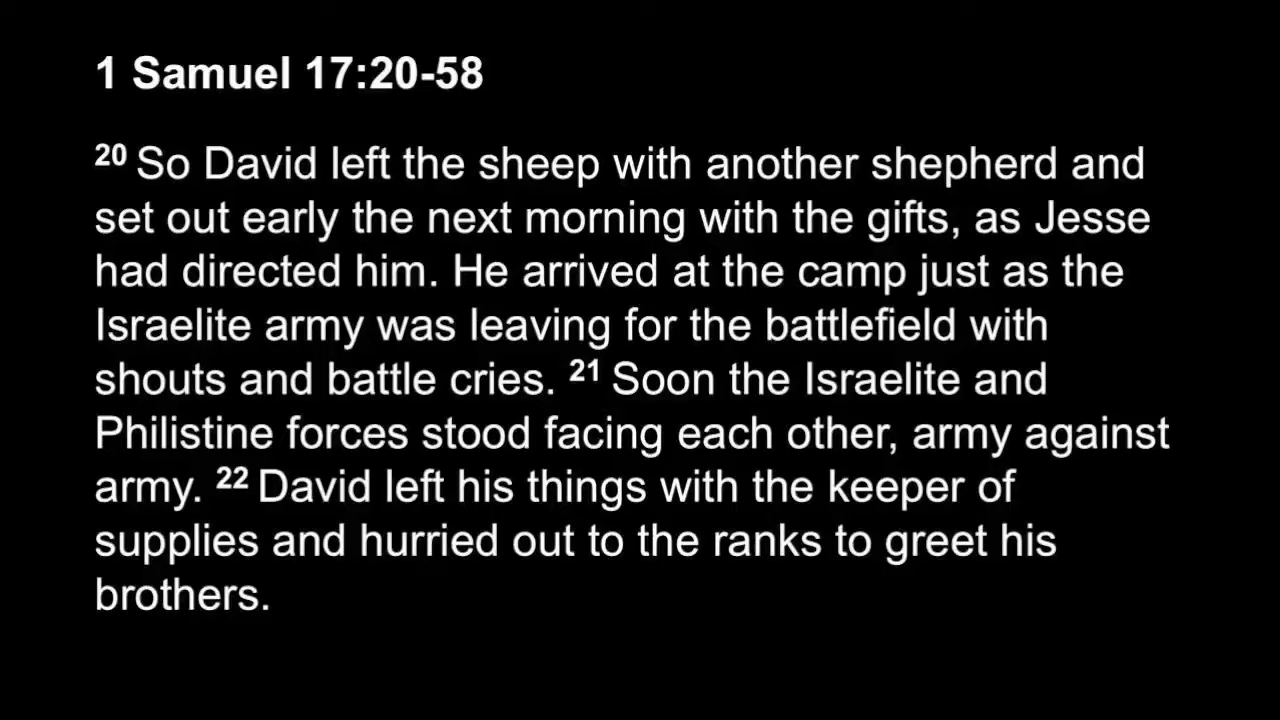 1 Samuel 17:20-58
20 So David left the sheep with another shepherd and
set out early the next morning with the gifts, as Jesse
had directed him. He arrived at the camp just as the
Israelite army was leaving for the battlefield with
shouts and battle cries. 21 Soon the Israelite and
Philistine forces stood facing each other, army against
army. 22 David left his things with the keeper of
supplies and hurried out to the ranks to greet his
brothers.